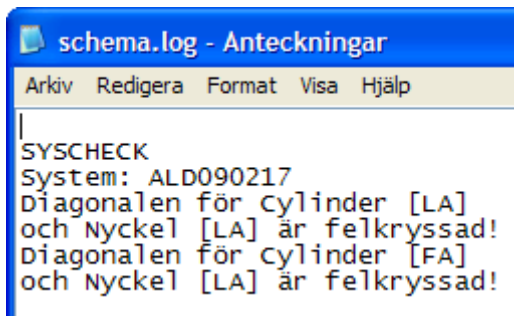 schema.log - Anteckningar
Arkiv Redigera Format Visa Hjälp
SYSCHECK
System: ALD090217
Diagonalen för Cylinder [LA]
och Nyckel [LA] är felkryssad!
Diagonalen för Cylinder [FA]
och Nyckel [LA] är felkryssad!